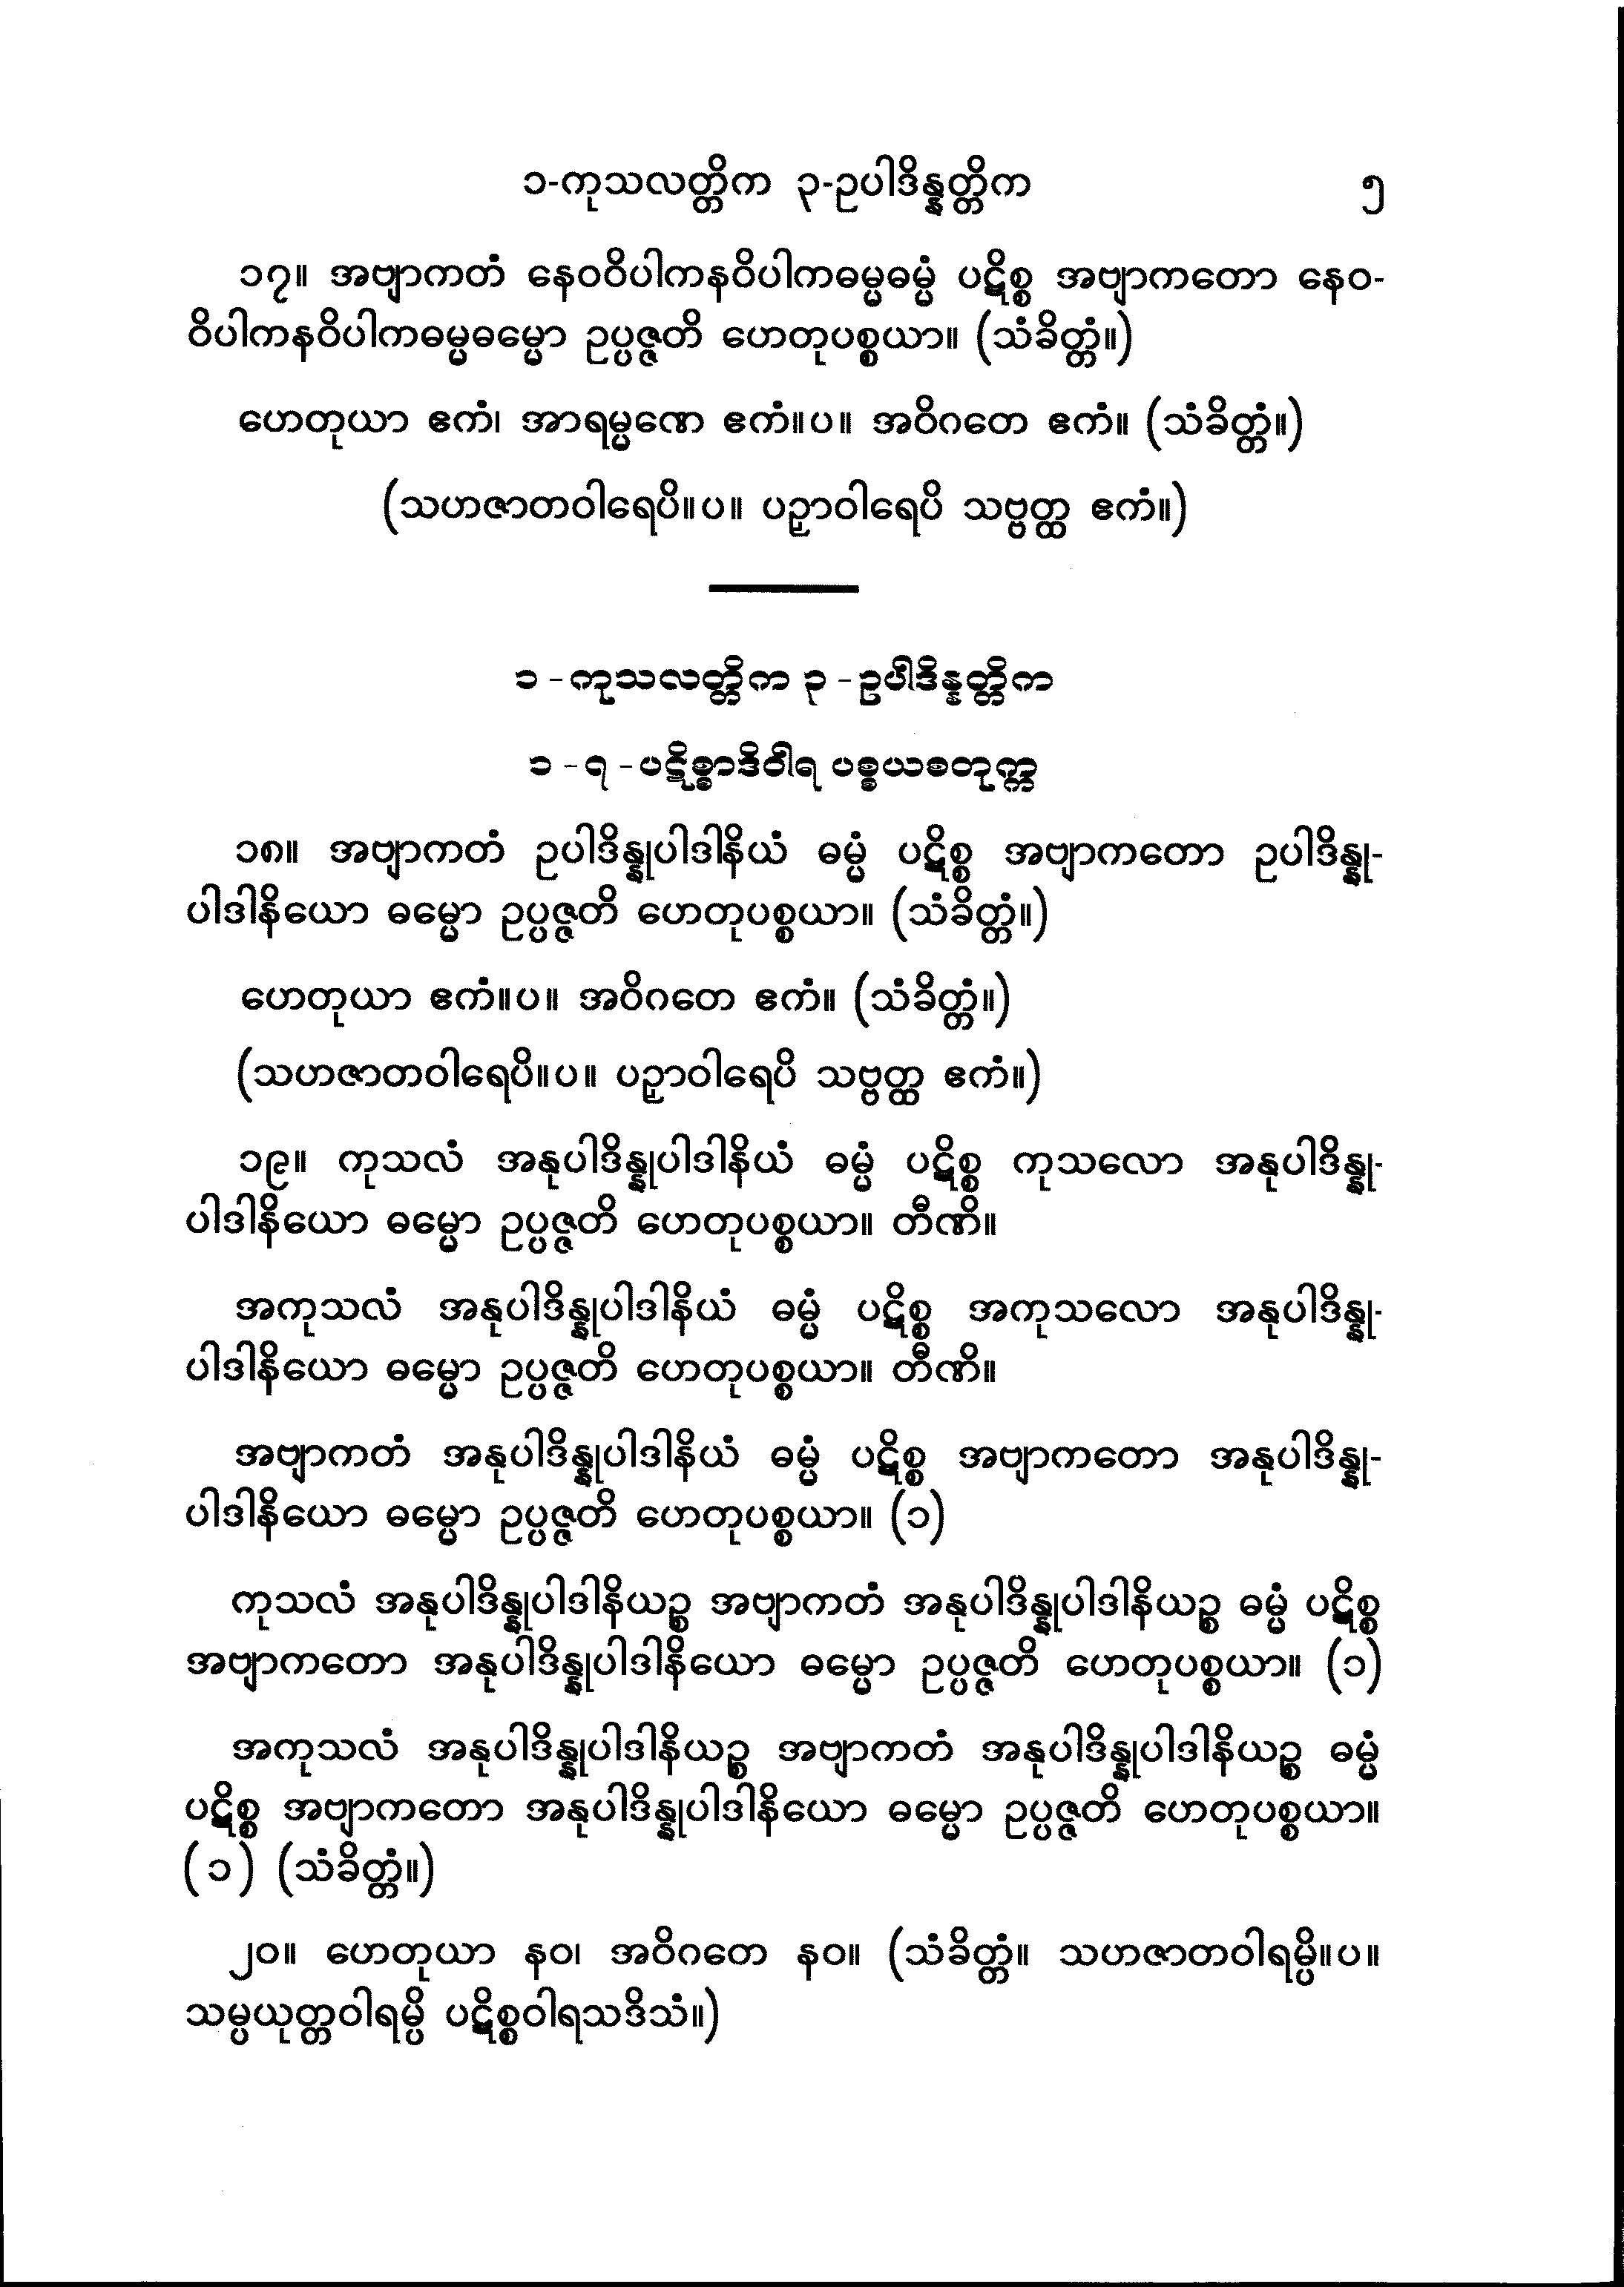 ၁-ကုသလတ္တိက ၃-ဥပါဒိန္နတ္တိက ၅
၁၇။ အဗျာကတံ နေဝဝိပါကနဝိပါကဓမ္မဓမ္မံ ပဋိစ္စ အဗျာကတော နေဝ-
ဝိပါကနဝိပါကဓမ္မဓမ္မော ဥပ္ပဇ္ဇတိ ဟေတုပစ္စယာ။ (သံခိတ္တံ။)
ဟေတုယာ ဧကံ၊ အာရမ္မဏေ ဧကံ။ပ။ အဝိဂတေ ဧကံ။ (သံခိတ္တံ။)
(သဟဇာတဝါရေပိ။ပ။ ပဉှာဝါရေပိ သဗ္ဗတ္ထ ဧကံ။)
၁ - ကုသလတ္တိက ၃ - ဥပါဒိန္နတ္တိက
၁ - ၇ - ပဋိစ္စာဒိဝါရ ပစ္စယစတုက္က
၁၈။ အဗျာကတံ ဥပါဒိန္နုပါဒါနိယံ ဓမ္မံ ပဋိစ္စ အဗျာကတော ဥပါဒိန္နု-
ပါဒါနိယော ဓမ္မော ဥပ္ပဇ္ဇတိ ဟေတုပစ္စယာ။ (သံခိတ္တံ။)
ဟေတုယာ ဧကံ။ပ။ အဝိဂတေ ဧကံ။ (သံခိတ္တံ။)
(သဟဇာတဝါရေပိ။ပ။ ပဉှာဝါရေပိ သဗ္ဗတ္ထ ဧကံ။)
၁၉။ ကုသလံ အနုပါဒိန္နုပါဒါနိယံ ဓမ္မံ ပဋိစ္စ ကုသလော အနုပါဒိန္နု-
ပါဒါနိယော ဓမ္မော ဥပ္ပဇ္ဇတိ ဟေတုပစ္စယာ။ တီဏိ။
အကုသလံ အနုပါဒိန္နုပါဒါနိယံ ဓမ္မံ ပဋိစ္စ အကုသလော အနုပါဒိန္နု-
ပါဒါနိယော ဓမ္မော ဥပ္ပဇ္ဇတိ ဟေတုပစ္စယာ။ တီဏိ။
အဗျာကတံ အနုပါဒိန္နုပါဒါနိယံ ဓမ္မံ ပဋိစ္စ အဗျာကတော အနုပါဒိန္နု-
ပါဒါနိယော ဓမ္မော ဥပ္ပဇ္ဇတိ ဟေတုပစ္စယာ။ (၁)
ကုသလံ အနုပါဒိန္နုပါဒါနိယဉ္စ အဗျာကတံ အနုပါဒိန္နုပါဒါနိယဉ္စ ဓမ္မံ ပဋိစ္စ
အဗျာကတော အနုပါဒိန္နုပါဒါနိယော ဓမ္မော ဥပ္ပဇ္ဇတိ ဟေတုပစ္စယာ။ (၁)
အကုသလံ အနုပါဒိန္နုပါဒါနိယဉ္စ အဗျာကတံ အနုပါဒိန္နုပါဒါနိယဉ္စ ဓမ္မံ
ပဋိစ္စ အဗျာကတော အနုပါဒိန္နုပါဒါနိယော ဓမ္မော ဥပ္ပဇ္ဇတိ ဟေတုပစ္စယာ။
(၁) (သံခိတ္တံ။)
၂၀။ ဟေတုယာ နဝ၊ အဝိဂတေ နဝ။ (သံခိတ္တံ။ သဟဇာတဝါရမ္ပိ။ပ။
သမ္ပယုတ္တဝါရမ္ပိ ပဋိစ္စဝါရသဒိသံ။)